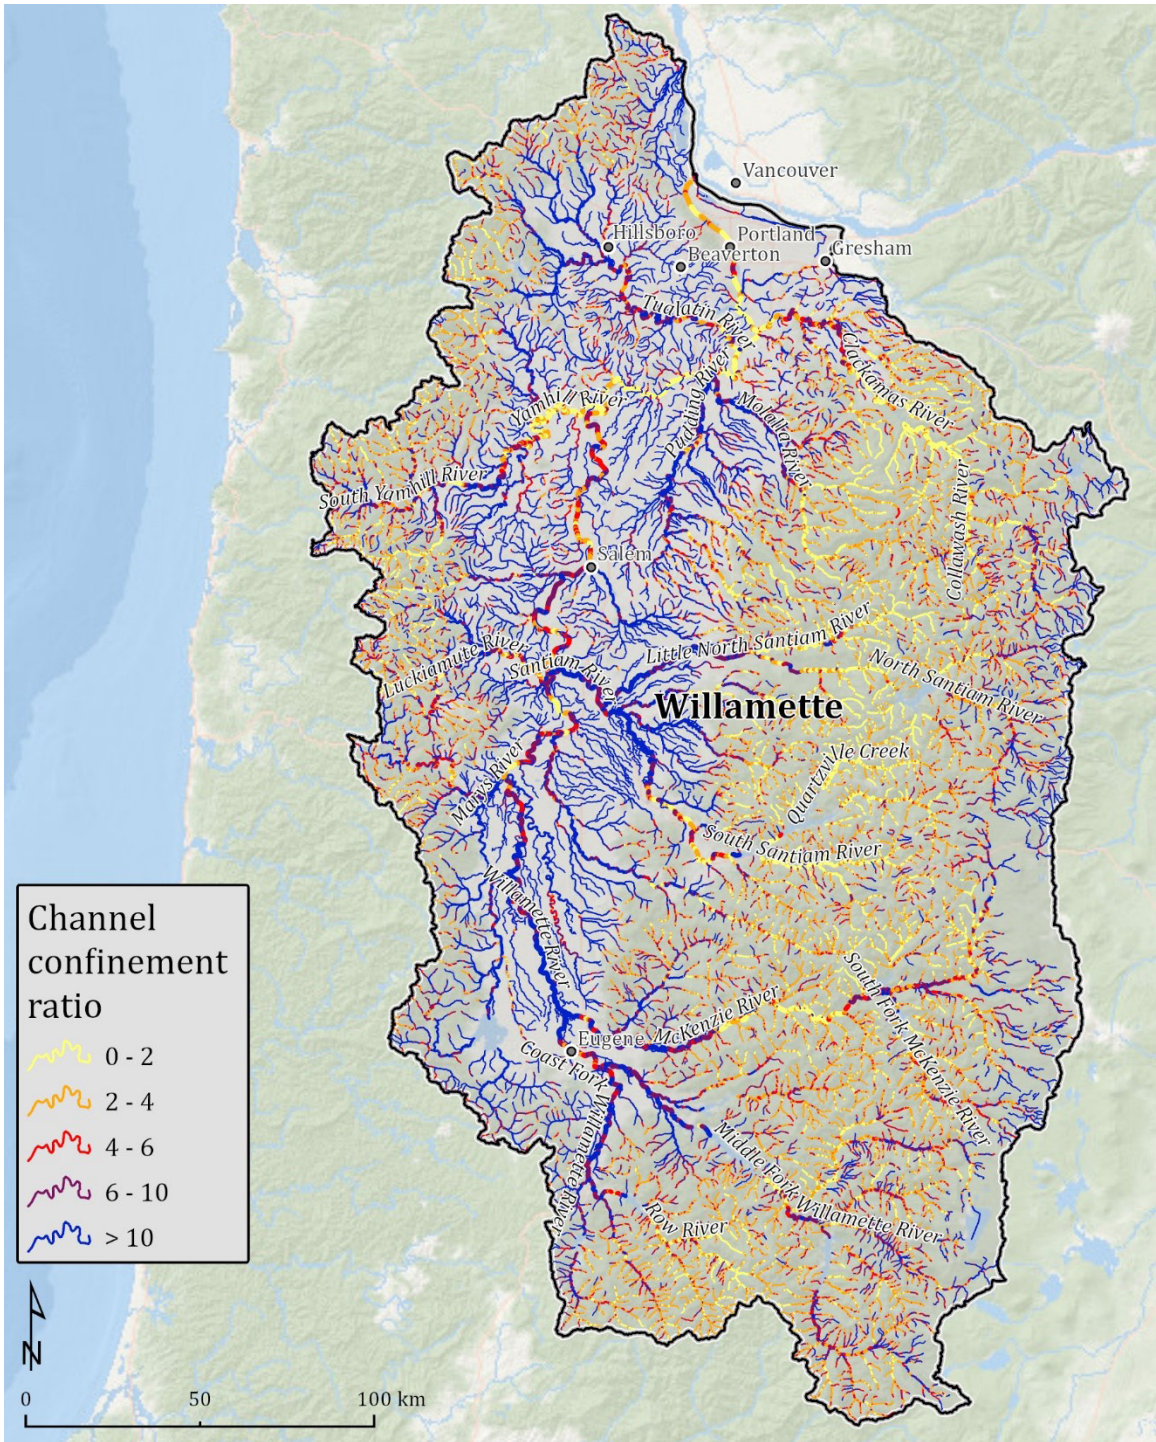 Vancouver
Hillsboro
Portland
Beaverton
Gresham
Tualatin River
Clackamas River
Yamhill River
Pudding River
Molalla River
South Yamhill River
Collawash River
Salem
Little North Santiam River
Luckiamute River
Santiam River
North Santiam River
Willamette
Marys River
Quartzville Creek
South Santiam River
Willamette River
South Fork McKenzie River
McKenzie River
Eugene
Coast Fork Willamette River
Middle Fork Willamette River
Row River
Channel
confinement
ratio
0 - 2
2 - 4
4 - 6
6 - 10
> 10
N
0 50 100 km